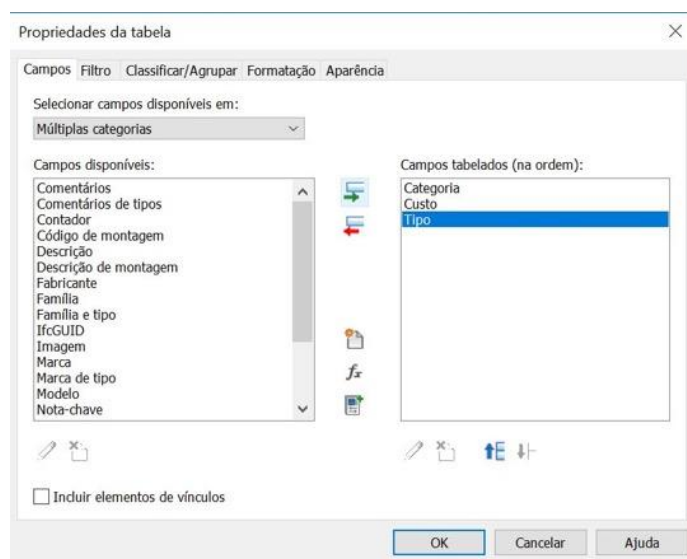 Propriedades da tabela
Campos Filtro Classificar/Agrupar Formatação Aparência
Selecionar campos disponíveis em:
Múltiplas categorias
Campos disponíveis:
Comentários
Comentários de tipos
Contador
Código de montagem
Descrição
Descrição de montagem
Fabricante
Família
Família e tipo
IfcGUID
Imagem
Marca
Marca de tipo
Modelo
Nota-chave
fx
Campos tabelados (na ordem):
Categoria
Custo
Tipo
Incluir elementos de vínculos
OK Cancelar Ajuda